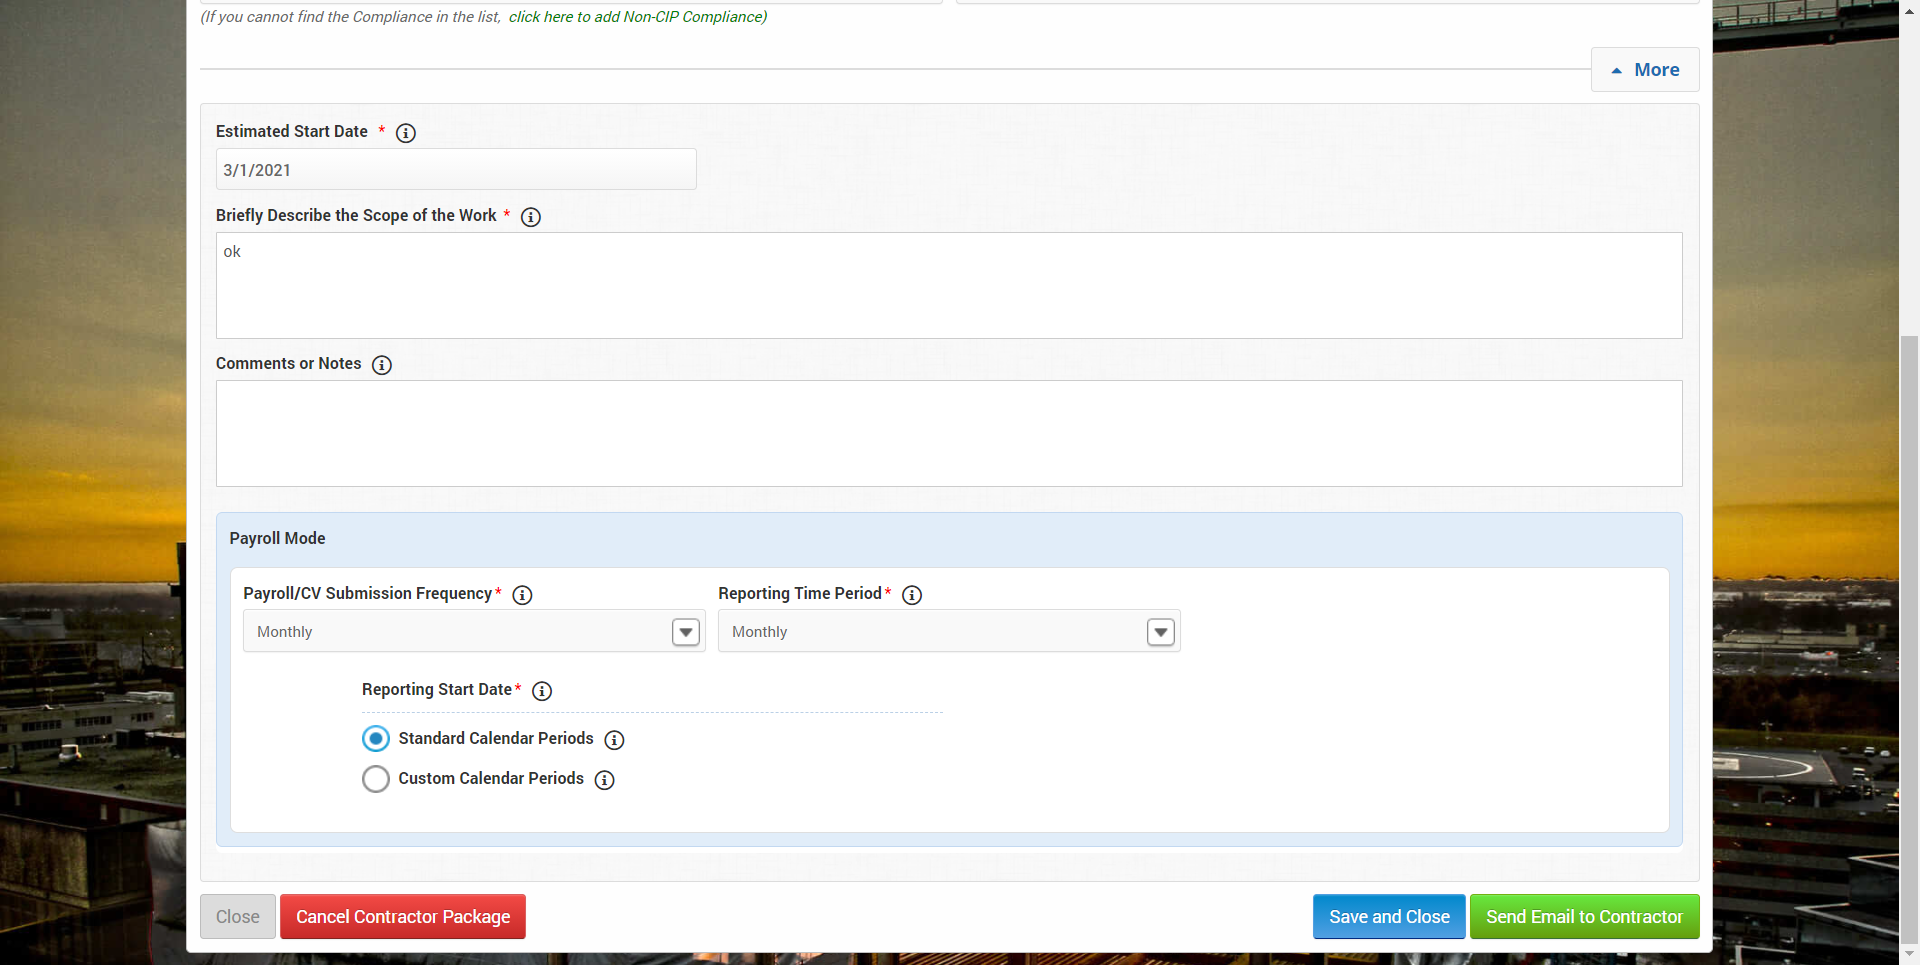 (If you cannot find the Compliance in the list, click here to add Non-CIP Compliance)
More
Estimated Start Date *
3/1/2021
Briefly Describe the Scope of the Work *
ok
Comments or Notes
Payroll Mode
Payroll/CV Submission Frequency* Reporting Time Period*
Monthly Monthly
Reporting Start Date*
Standard Calendar Periods
Custom Calendar Periods
Close Cancel Contractor Package Save and Close Send Email to Contractor